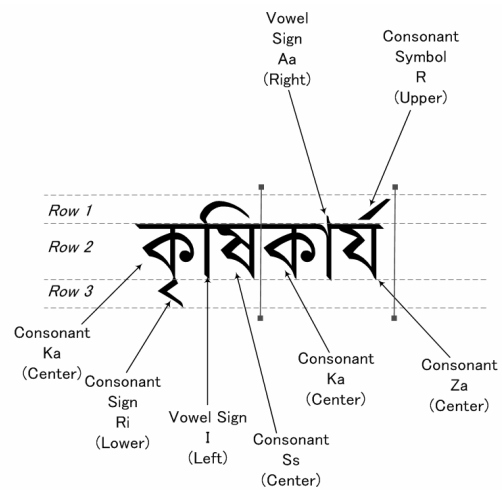 Vowel
Sign
Aa
(Right)
Consonant
Symbol
R
(Upper)
Row 1
Row 2
Row 3
কৃষিকার্য
Consonant
Ka
(Center)
Consonant
Sign
Ri
(Lower)
Vowel Sign
I
(Left)
Consonant
Ss
(Center)
Consonant
Ka
(Center)
Consonant
Za
(Center)